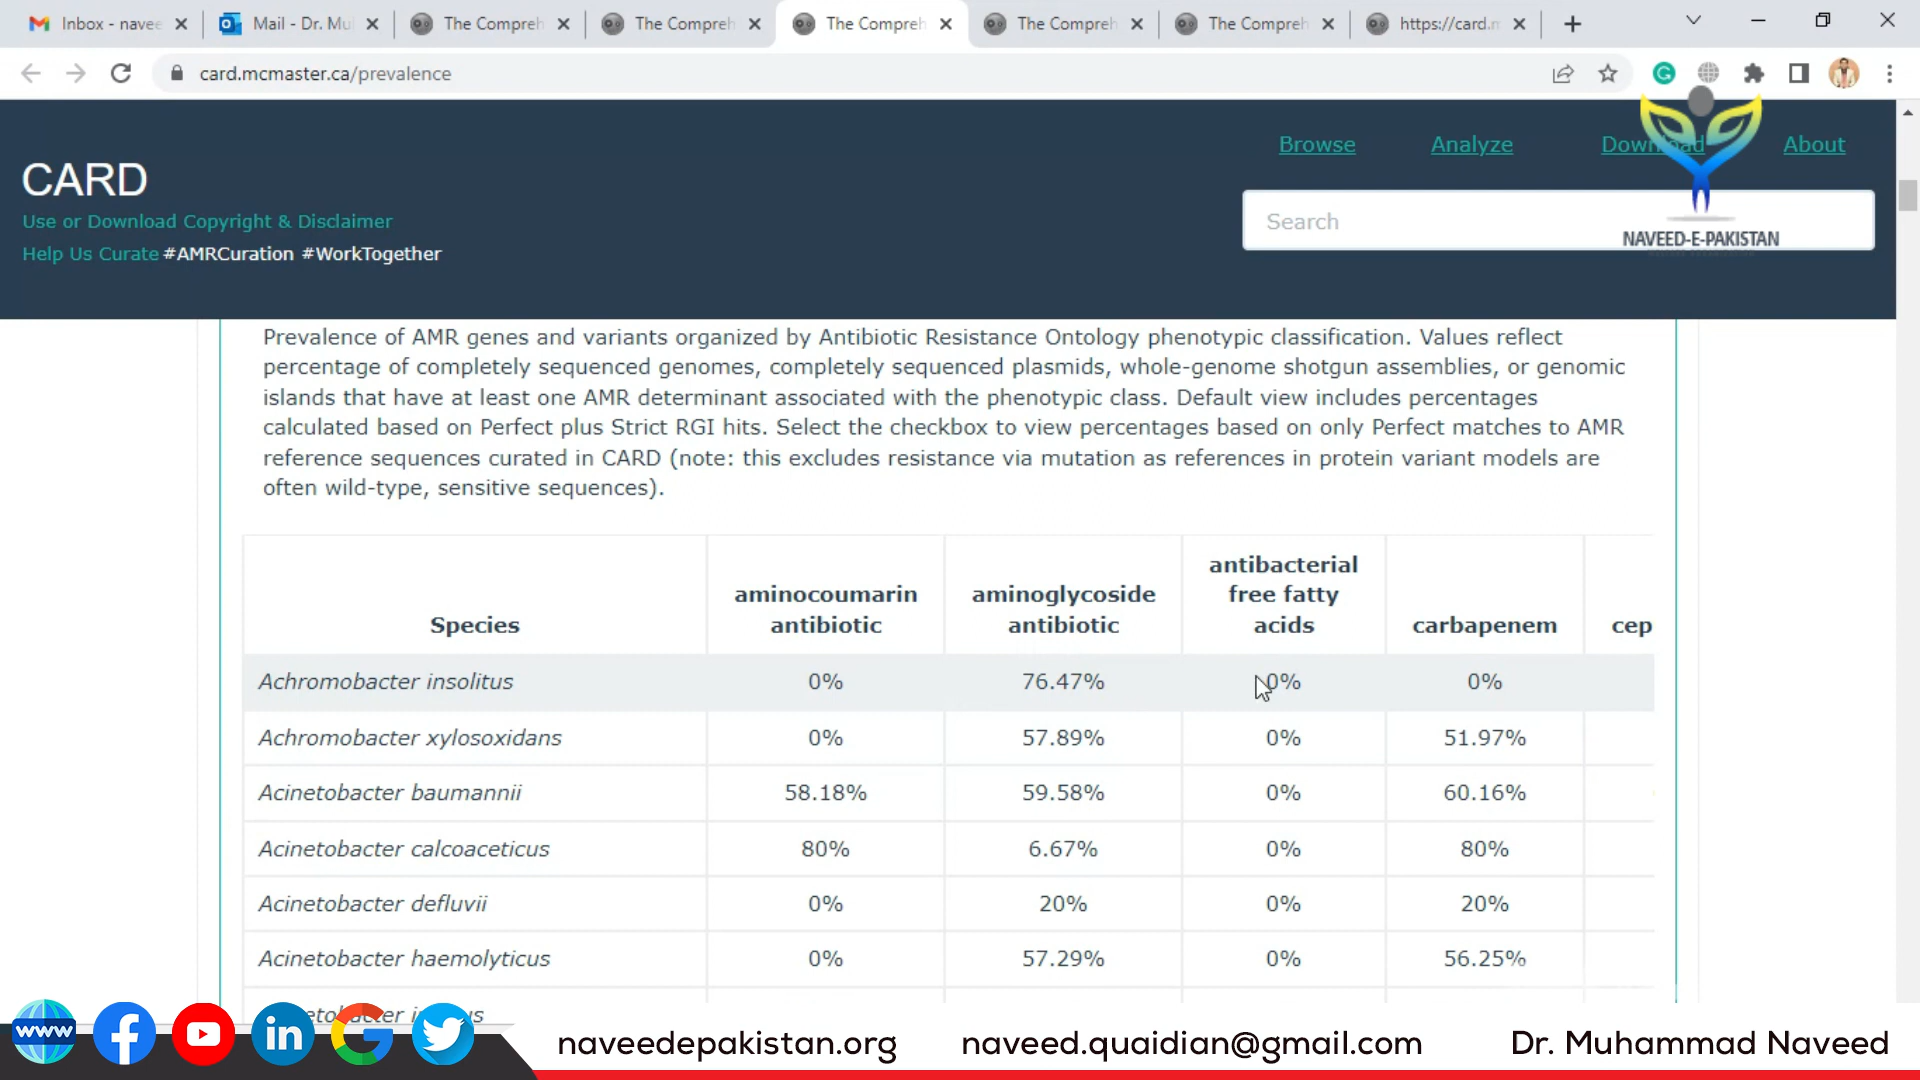 Inbox - navee
Mail - Dr. Mu
The Compreh
The Compreh
The Compreh
The Compreh
The Compreh
https://card.m
card.mcmaster.ca/prevalence
Browse
Analyze
Download
About
CARD
Use or Download Copyright & Disclaimer
Help Us Curate #AMRCuration #WorkTogether
Search
NAVEED-E-PAKISTAN
Prevalence of AMR genes and variants organized by Antibiotic Resistance Ontology phenotypic classification. Values reflect
percentage of completely sequenced genomes, completely sequenced plasmids, whole-genome shotgun assemblies, or genomic
islands that have at least one AMR determinant associated with the phenotypic class. Default view includes percentages
calculated based on Perfect plus Strict RGI hits. Select the checkbox to view percentages based on only Perfect matches to AMR
reference sequences curated in CARD (note: this excludes resistance via mutation as references in protein variant models are
often wild-type, sensitive sequences).
Species
aminocoumarin
antibiotic
aminoglycoside
antibiotic
antibacterial
free fatty
acids
carbapenem
cep
Achromobacter insolitus 0% 76.47% 0% 0%
Achromobacter xylosoxidans 0% 57.89% 0% 51.97%
Acinetobacter baumannii 58.18% 59.58% 0% 60.16%
Acinetobacter calcoaceticus 80% 6.67% 0% 80%
Acinetobacter defluvii 0% 20% 0% 20%
Acinetobacter haemolyticus 0% 57.29% 0% 56.25%
www
in
naveedepakistan.org
naveed.quaidian@gmail.com
Dr. Muhammad Naveed